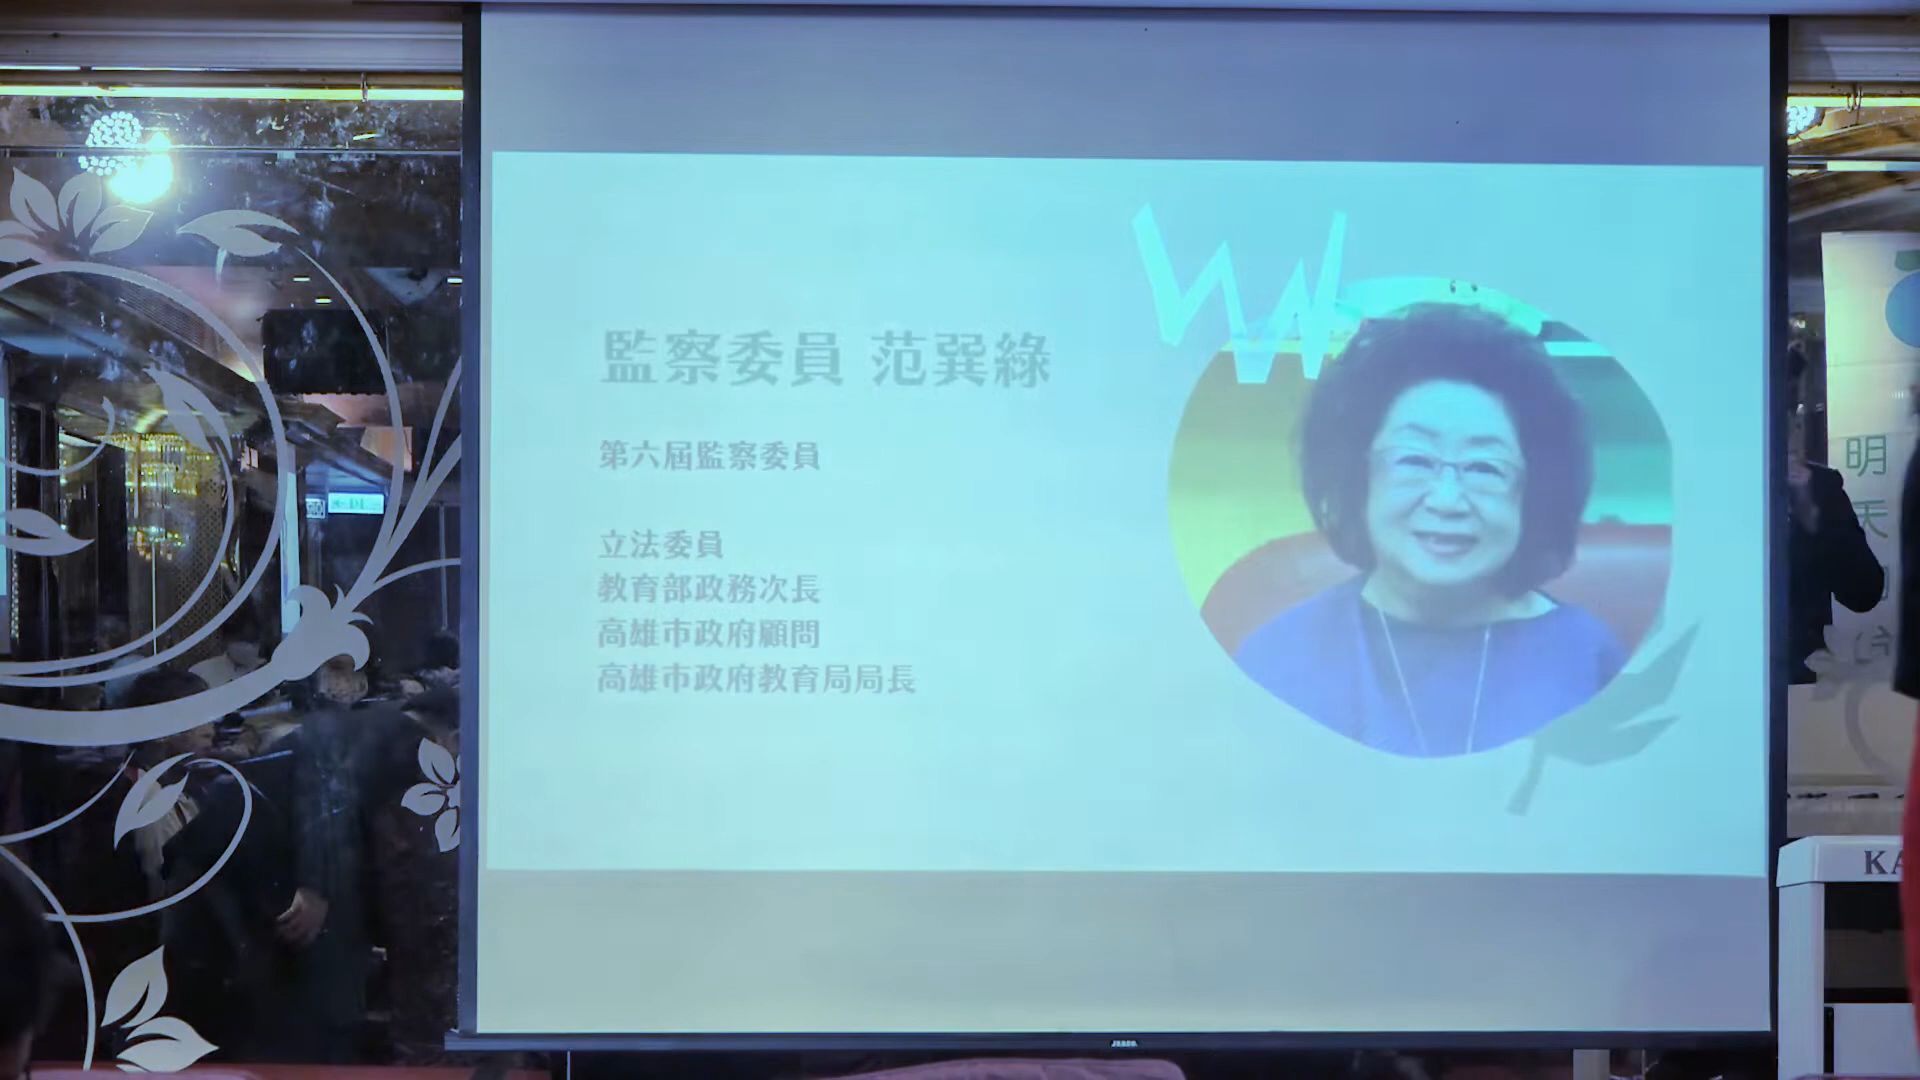 監察委員 范巽綠
第六屆監察委員
立法委員
教育部政務次長
高雄市政府顧問
高雄市政府教育局局長
明天
KA